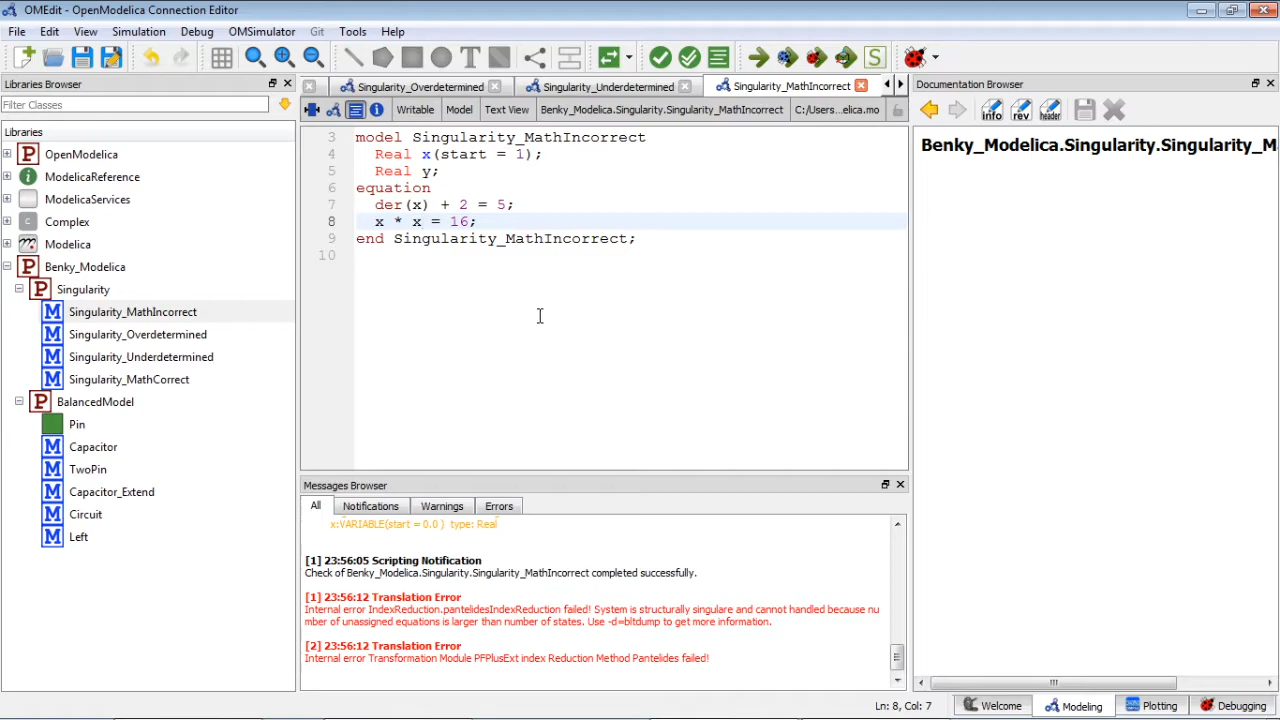 OMEdit - OpenModelica Connection Editor
File Edit View Simulation Debug OMSimulator Git Tools Help
Libraries Browser
Filter Classes
Libraries
OpenModelica
ModelicaReference
ModelicaServices
Complex
Modelica
Benky_Modelica
Singularity
Singularity_MathIncorrect
Singularity_Overdetermined
Singularity_Underdetermined
Singularity_MathCorrect
BalancedModel
Pin
Capacitor
TwoPin
Capacitor_Extend
Circuit
Left
Singularity_Overdetermined Singularity_Underdetermined Singularity_MathIncorrect
Writable Model Text View Benky_Modelica.Singularity.Singularity_MathIncorrect C:/Users...elica.mo
3 model Singularity_MathIncorrect
4 Real x(start = 1);
5 Real y;
6 equation
7 der(x) + 2 = 5;
8 x * x = 16;
9 end Singularity_MathIncorrect;
10
Messages Browser
All Notifications Warnings Errors
x:VARIABLE(start = 0.0 ) type: Real
[1] 23:56:05 Scripting Notification
Check of Benky_Modelica.Singularity.Singularity_MathIncorrect completed successfully.
[1] 23:56:12 Translation Error
Internal error IndexReduction.pantelidesIndexReduction failed! System is structurally singulare and cannot handled because nu
mber of unassigned equations is larger than number of states. Use -d=bltdump to get more information.
[2] 23:56:12 Translation Error
Internal error Transformation Module PFPlusExt index Reduction Method Pantelides failed!
Documentation Browser
info rev header
Benky_Modelica.Singularity.Singularity_M
Ln: 8, Col: 7 Welcome Modeling Plotting Debugging